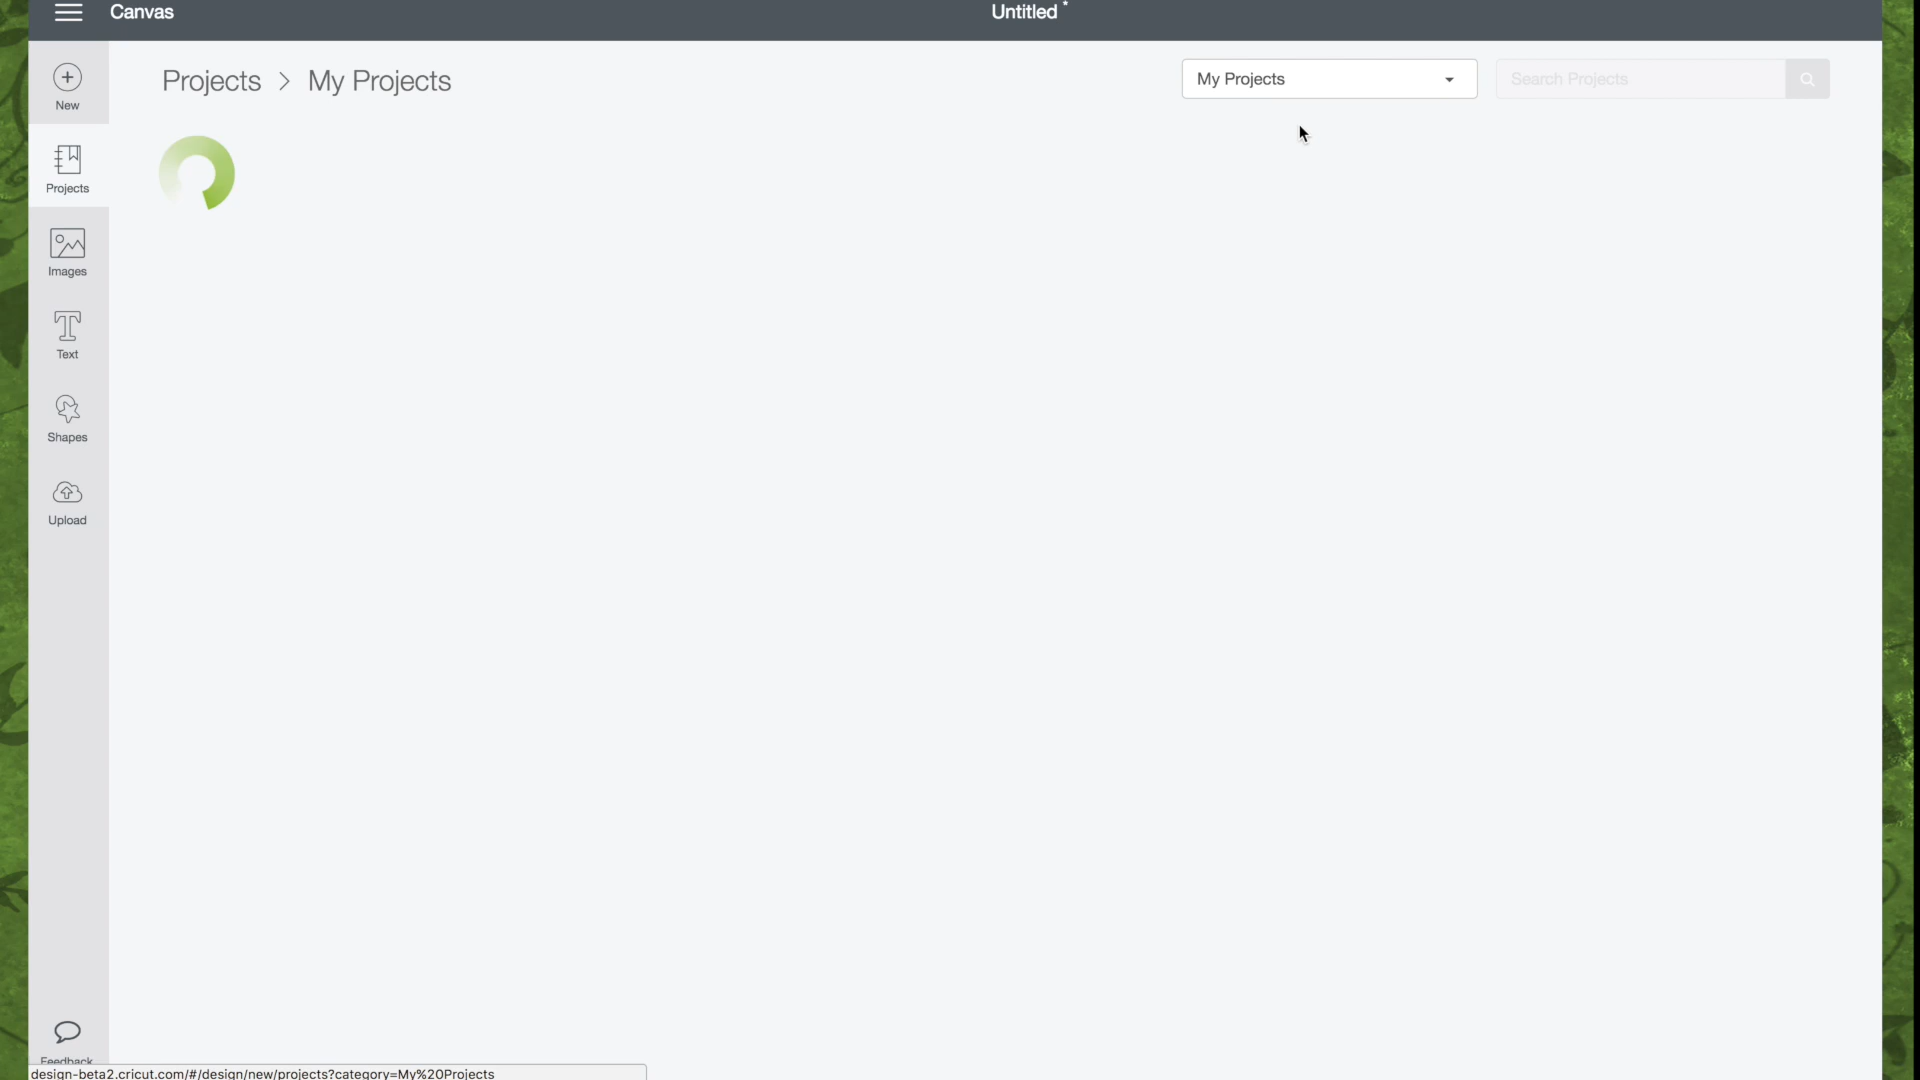 Canvas
Untitled *
New
Projects > My Projects
My Projects
Search Projects
Projects
Images
Text
Shapes
Upload
Feedback
design-beta2.cricut.com/#/design/new/projects?category=My%20Projects